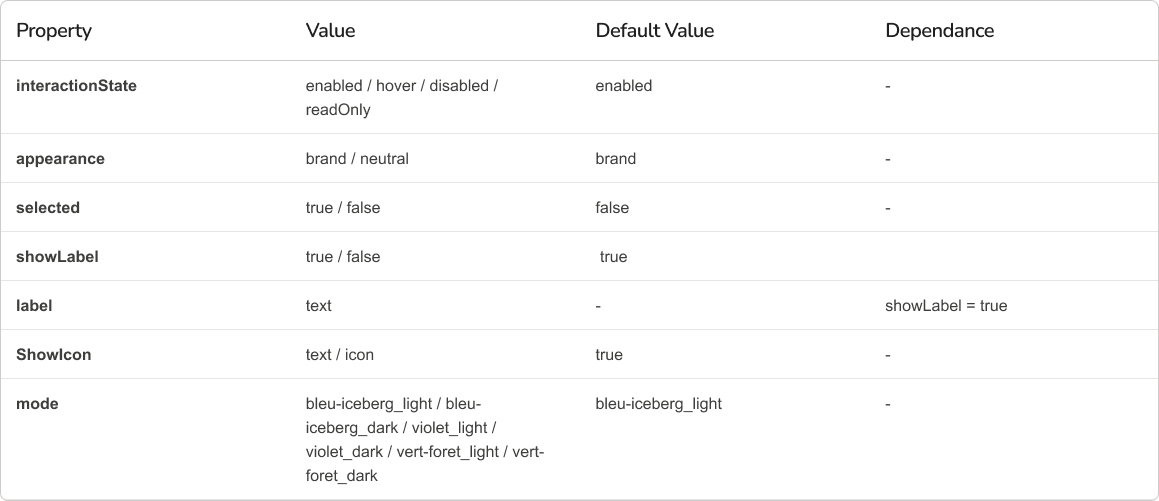 Property Value Default Value Dependance
interactionState enabled / hover / disabled / enabled -
readOnly
appearance brand / neutral brand -
selected true / false false -
showLabel true / false true
label text - showLabel = true
ShowIcon text / icon true -
mode bleu-iceberg_light / bleu- bleu-iceberg_light -
iceberg_dark / violet_light /
violet_dark / vert-foret_light / vert-
foret_dark